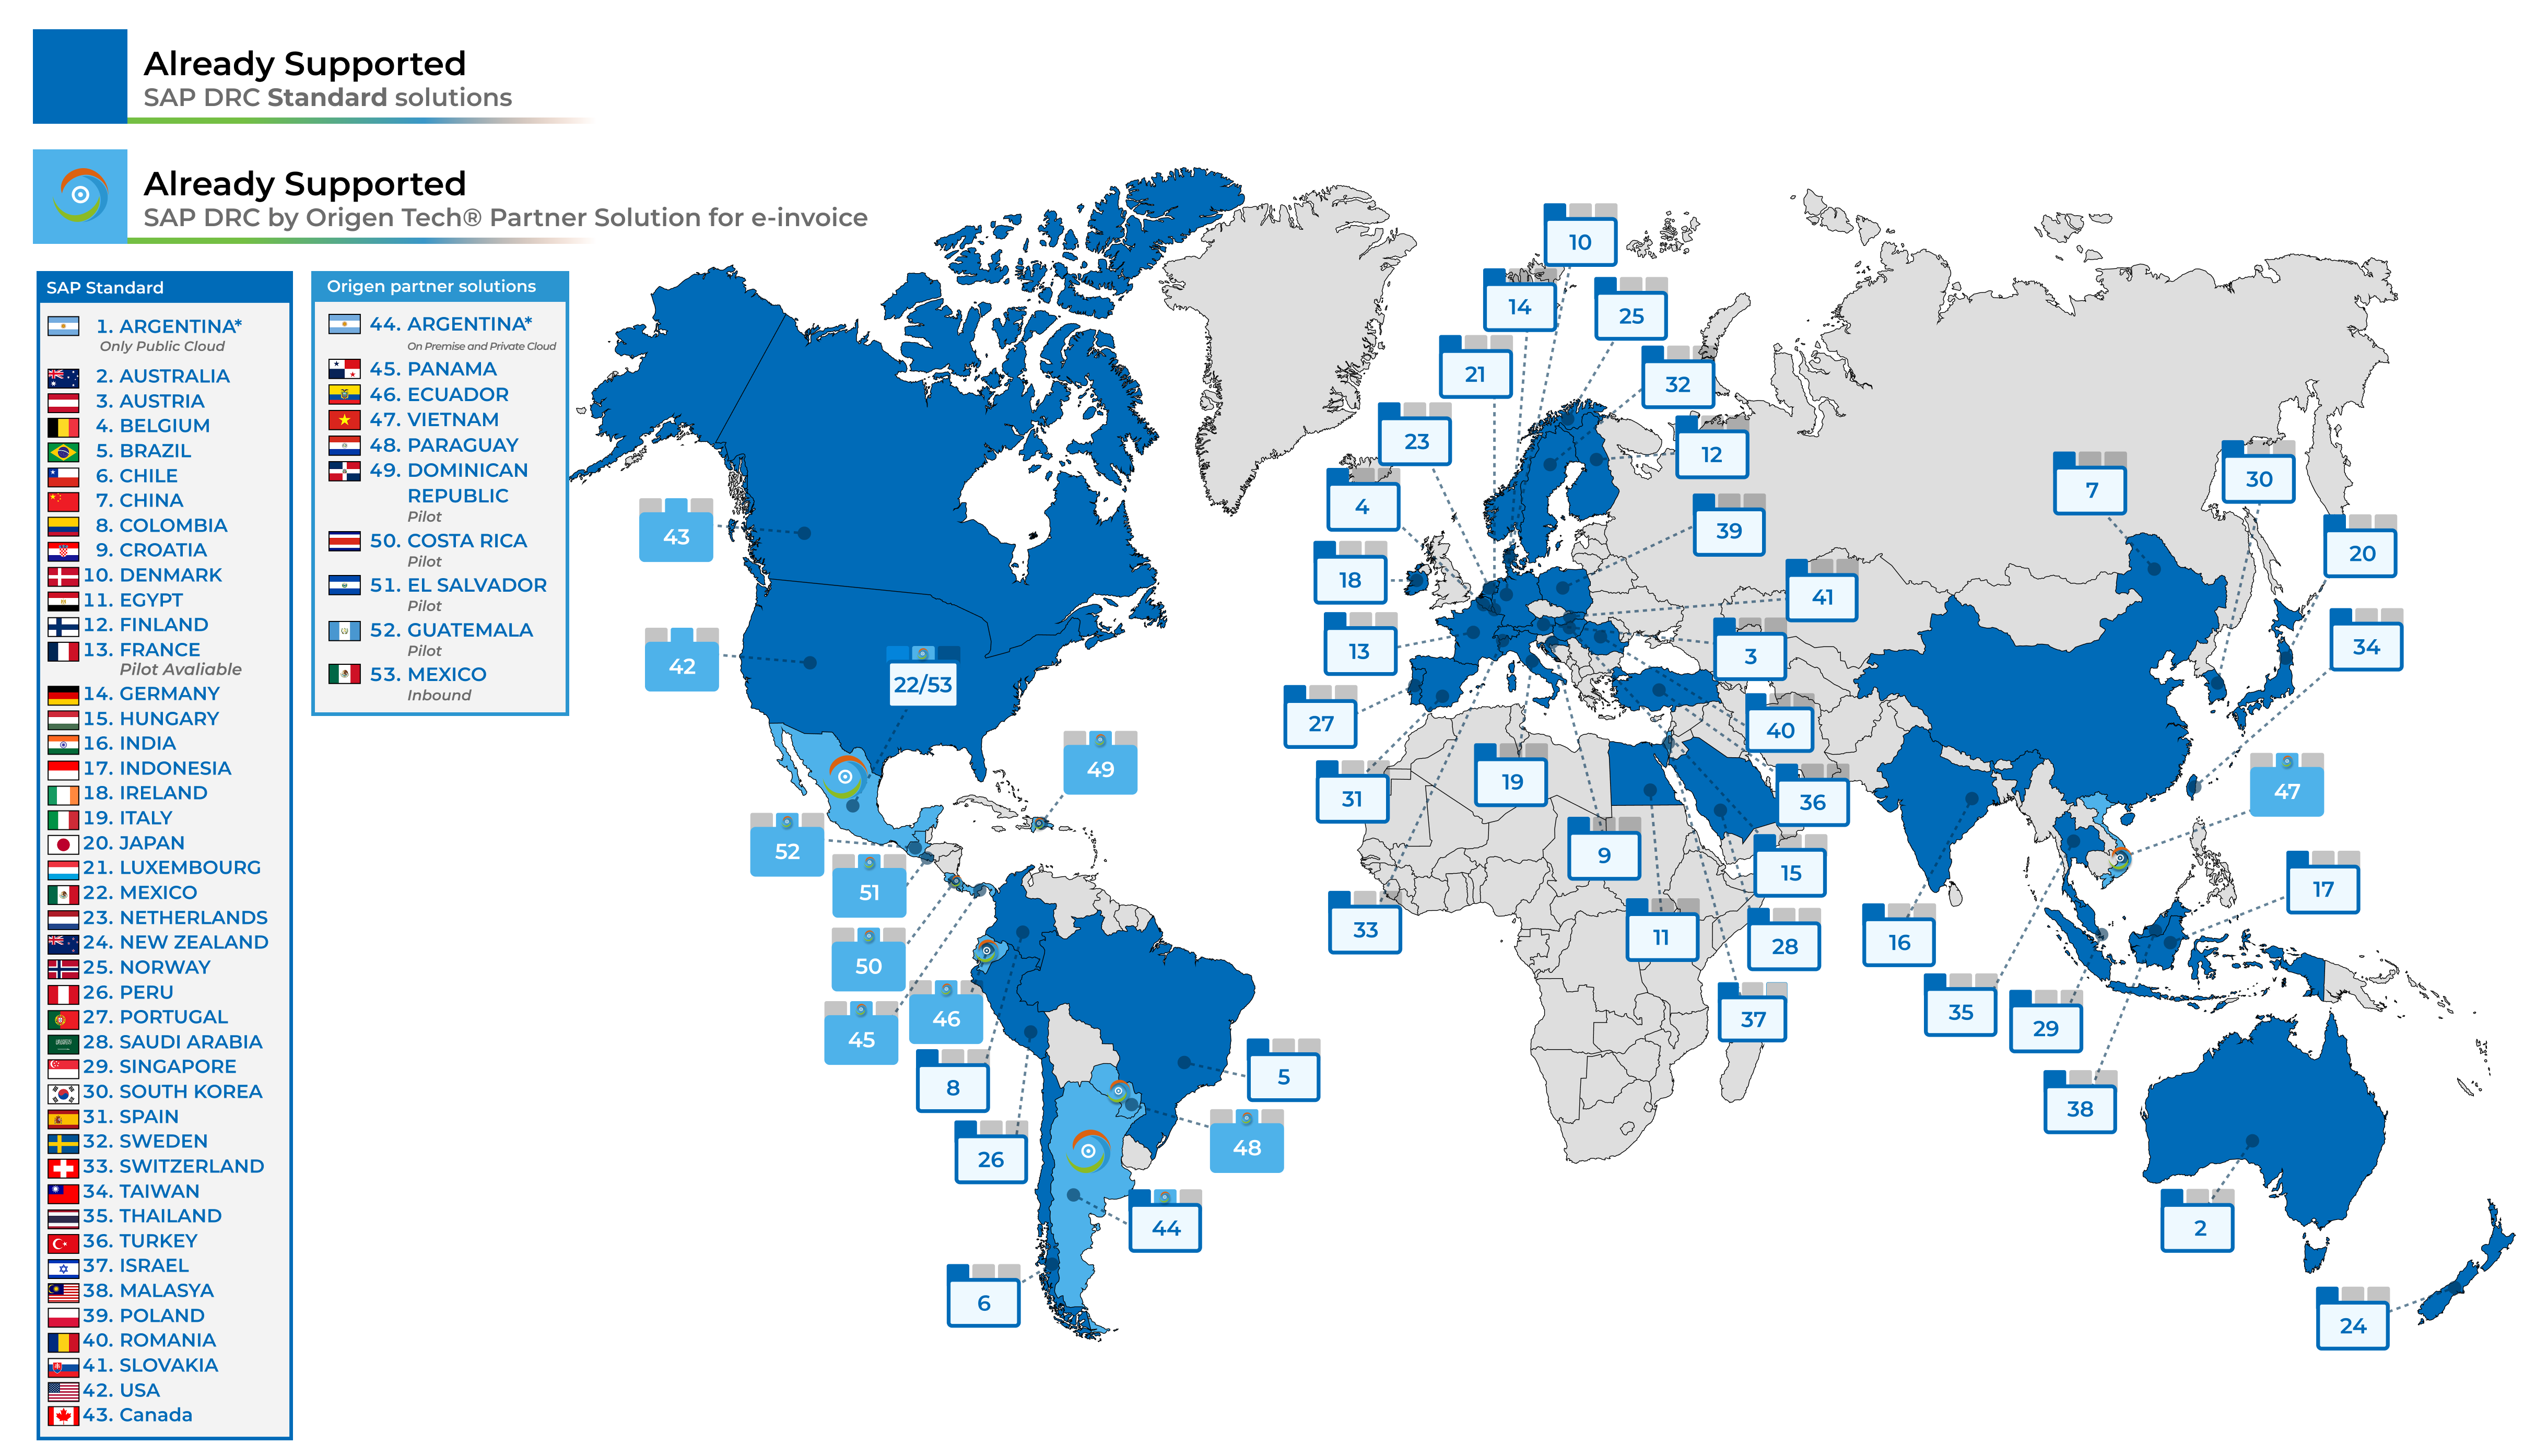 Already Supported
SAP DRC Standard solutions
Already Supported
SAP DRC by Origen Tech® Partner Solution for e-invoice
SAP Standard
1. ARGENTINA*
Only Public Cloud
2. AUSTRALIA
3. AUSTRIA
4. BELGIUM
5. BRAZIL
6. CHILE
7. CHINA
8. COLOMBIA
9. CROATIA
10. DENMARK
11. EGYPT
12. FINLAND
13. FRANCE
Pilot Avaliable
14. GERMANY
15. HUNGARY
16. INDIA
17. INDONESIA
18. IRELAND
19. ITALY
20. JAPAN
21. LUXEMBOURG
22. MEXICO
23. NETHERLANDS
24. NEW ZEALAND
25. NORWAY
26. PERU
27. PORTUGAL
28. SAUDI ARABIA
29. SINGAPORE
30. SOUTH KOREA
31. SPAIN
32. SWEDEN
33. SWITZERLAND
34. TAIWAN
35. THAILAND
36. TURKEY
37. ISRAEL
38. MALASYA
39. POLAND
40. ROMANIA
41. SLOVAKIA
42. USA
43. Canada
Origen partner solutions
44. ARGENTINA*
On Premise and Private Cloud
45. PANAMA
46. ECUADOR
47. VIETNAM
48. PARAGUAY
49. DOMINICAN
REPUBLIC
Pilot
50. COSTA RICA
Pilot
51. EL SALVADOR
Pilot
52. GUATEMALA
Pilot
53. MEXICO
Inbound
43
42
22/53
49
52
51
50
45
46
8
26
5
48
44
6
10
14
25
21
32
23
12
4
39
18
41
13
3
27
40
31
19
36
9
15
33
11
28
37
7
30
20
34
47
17
16
35
29
38
2
24